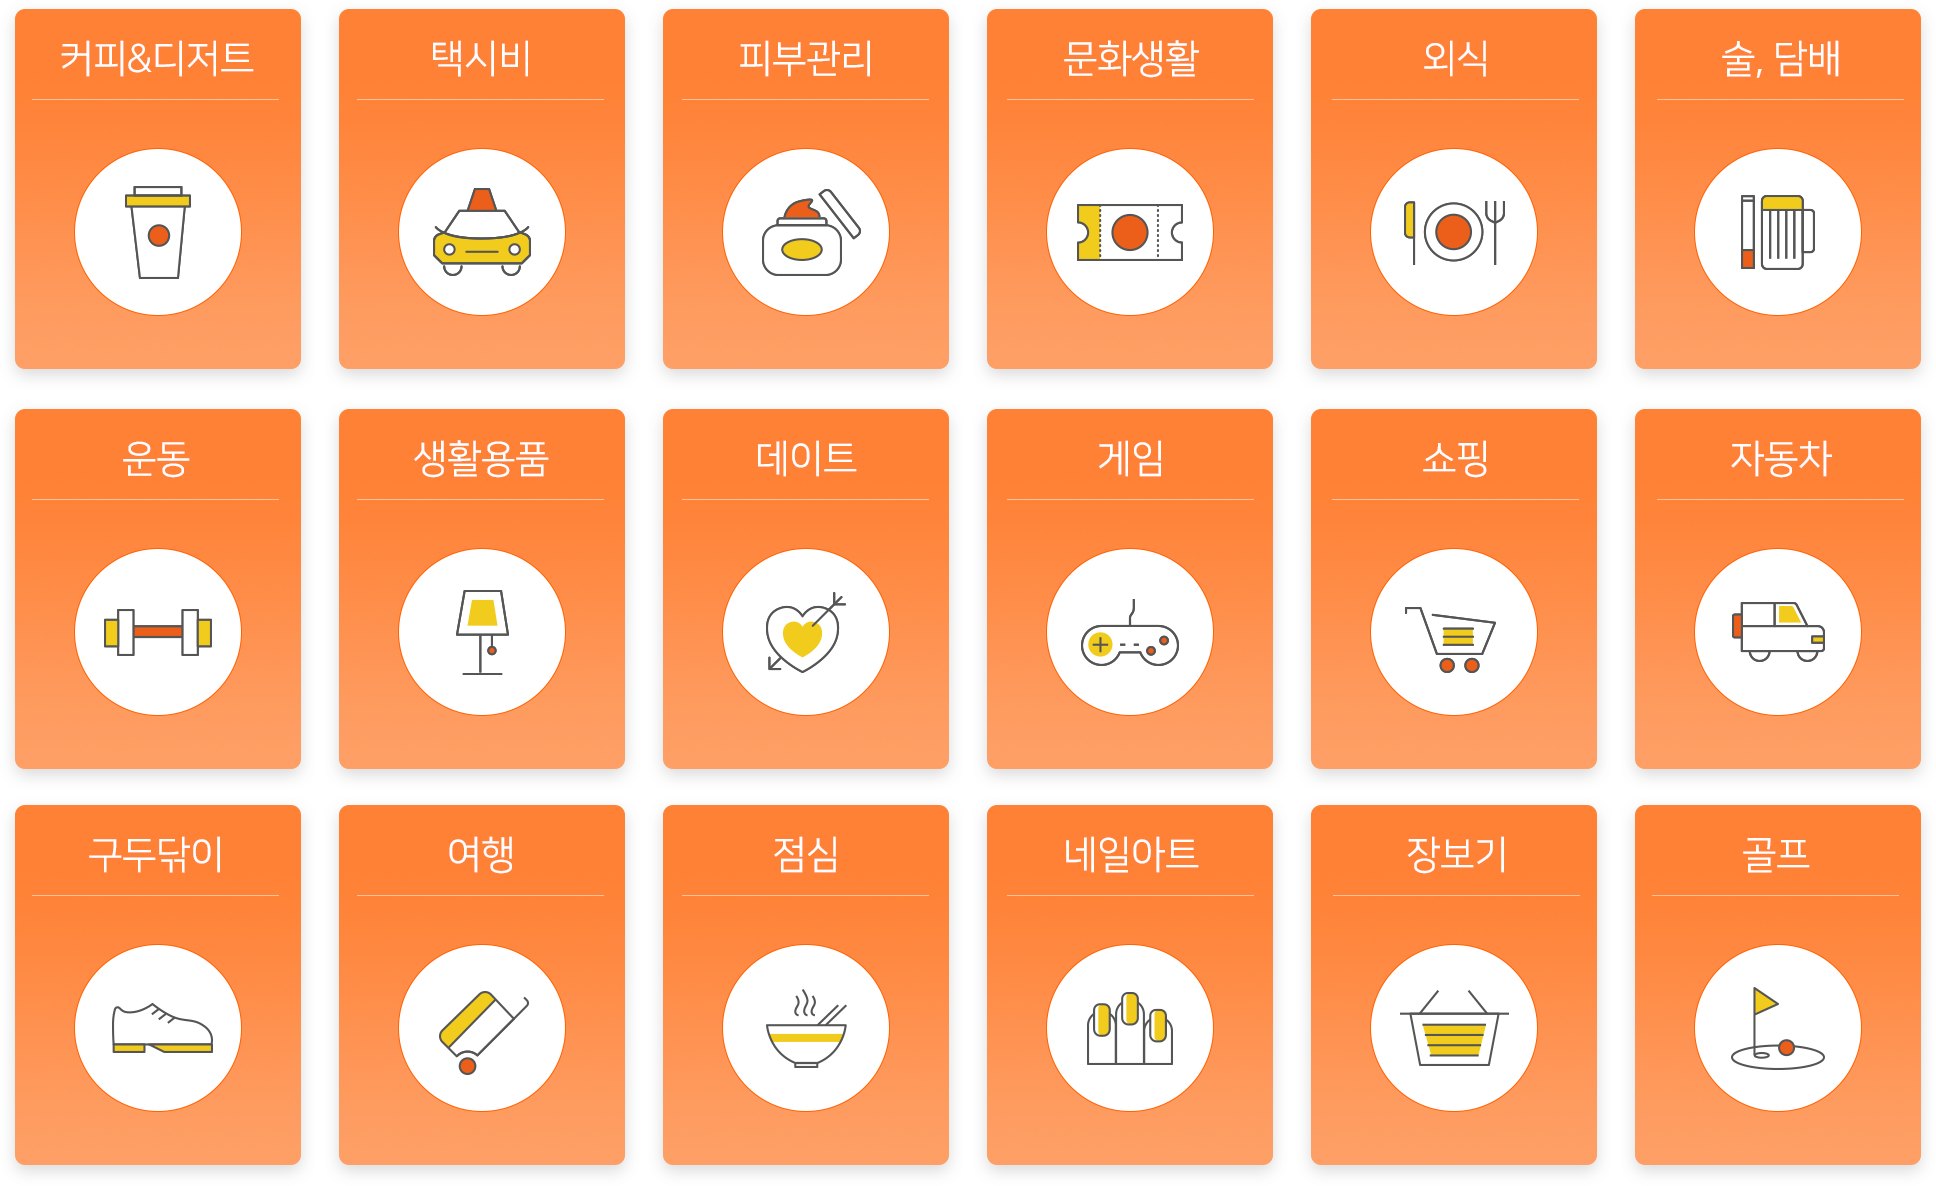 커피&디저트
택시비
피부관리
문화생활
외식
술, 담배
운동
생활용품
데이트
게임
쇼핑
자동차
구두닦이
여행
점심
네일아트
장보기
골프